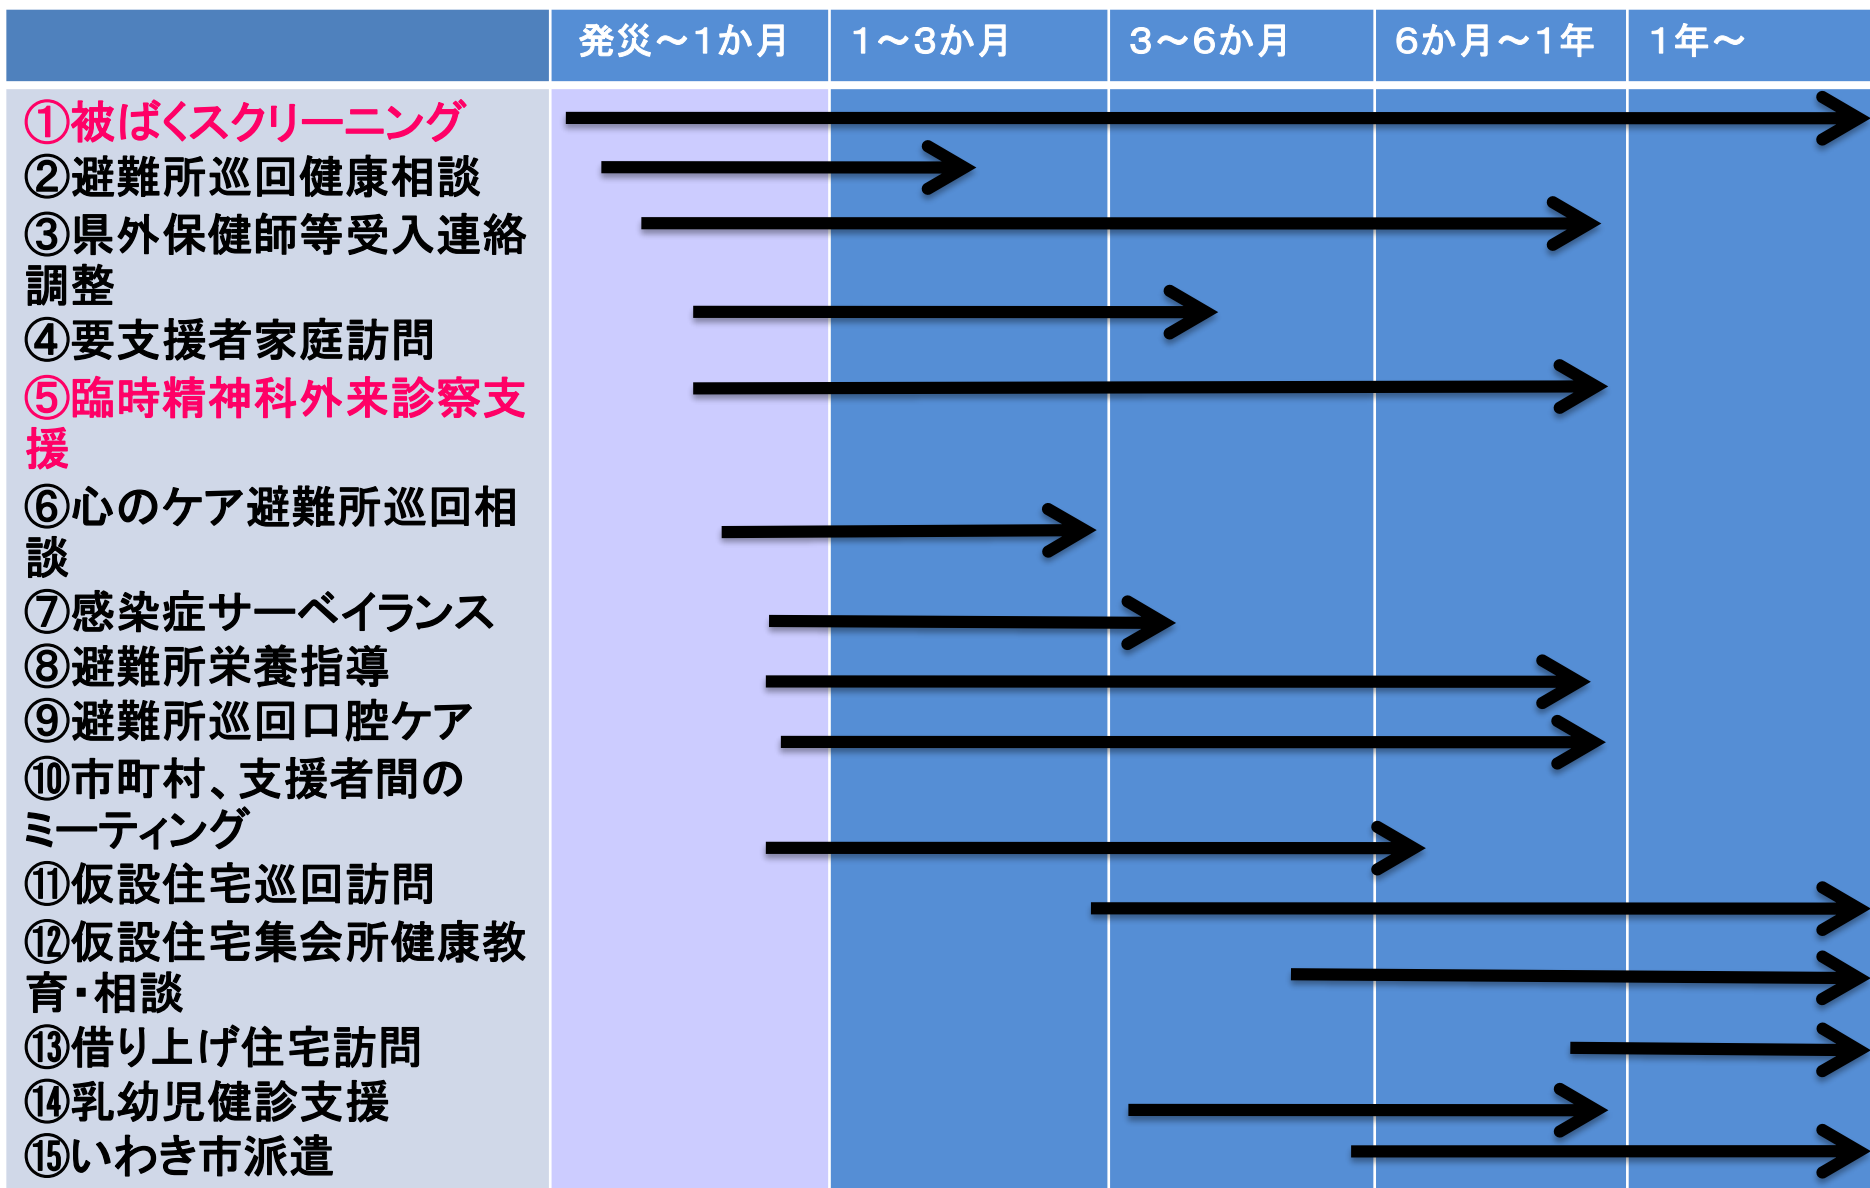 発災～1か月
1～3か月
3～6か月
6か月～1年
1年～
①被ばくスクリーニング
②避難所巡回健康相談
③県外保健師等受入連絡
調整
④要支援者家庭訪問
⑤臨時精神科外来診察支
援
⑥心のケア避難所巡回相
談
⑦感染症サーベイランス
⑧避難所栄養指導
⑨避難所巡回口腔ケア
⑩市町村、支援者間の
ミーティング
⑪仮設住宅巡回訪問
⑫仮設住宅集会所健康教
育・相談
⑬借り上げ住宅訪問
⑭乳幼児健診支援
⑮いわき市派遣